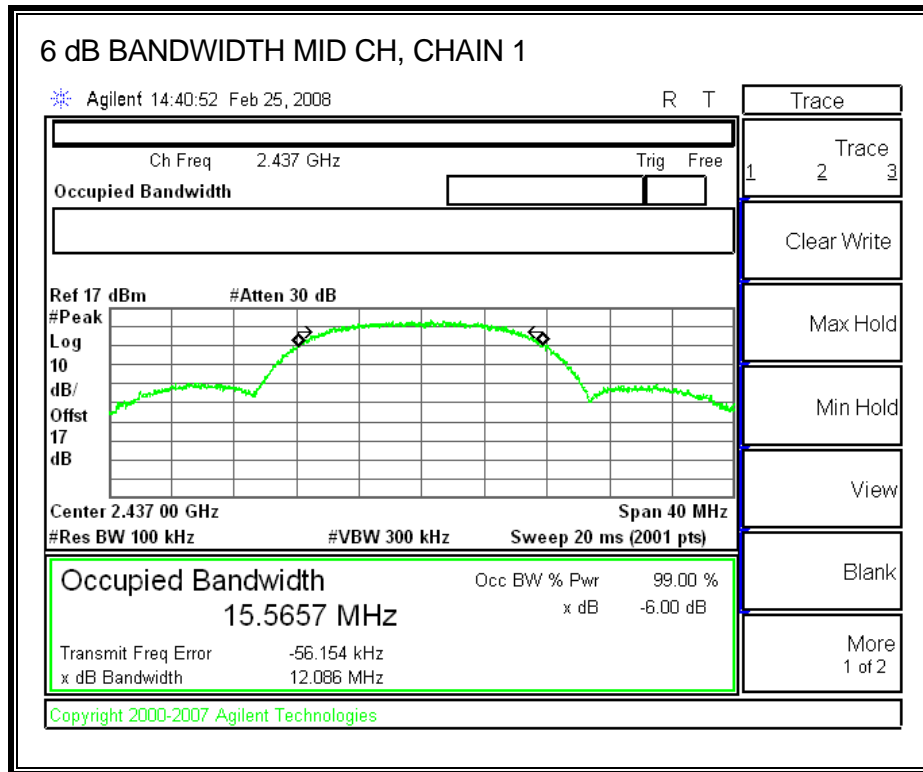 6 dB BANDWIDTH MID CH, CHAIN 1
Agilent 14:40:52 Feb 25, 2008 R T
Ch Freq 2.437 GHz Trig Free
Occupied Bandwidth
Ref 17 dBm #Atten 30 dB
#Peak
Log
10
dB/
Offst
17
dB
Center 2.437 00 GHz Span 40 MHz
#Res BW 100 kHz #VBW 300 kHz Sweep 20 ms (2001 pts)
Occupied Bandwidth Occ BW % Pwr 99.00 %
15.5657 MHz x dB -6.00 dB
Transmit Freq Error -56.154 kHz
x dB Bandwidth 12.086 MHz
Copyright 2000-2007 Agilent Technologies
Trace
Trace
1 2 3
Clear Write
Max Hold
Min Hold
View
Blank
More
1 of 2